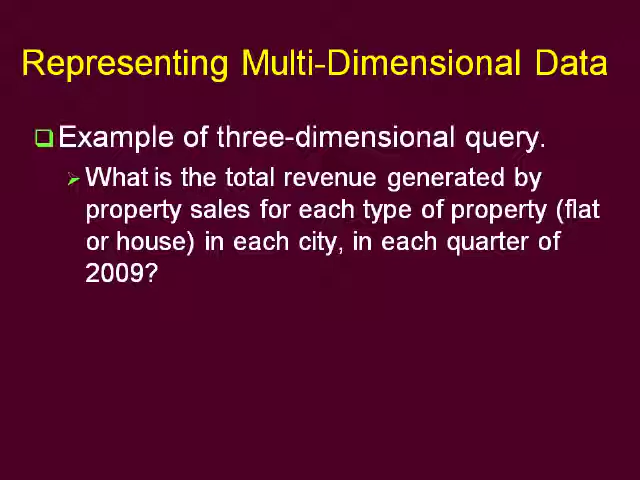 Representing Multi-Dimensional Data
Example of three-dimensional query.
What is the total revenue generated by
property sales for each type of property (flat
or house) in each city, in each quarter of
2009?